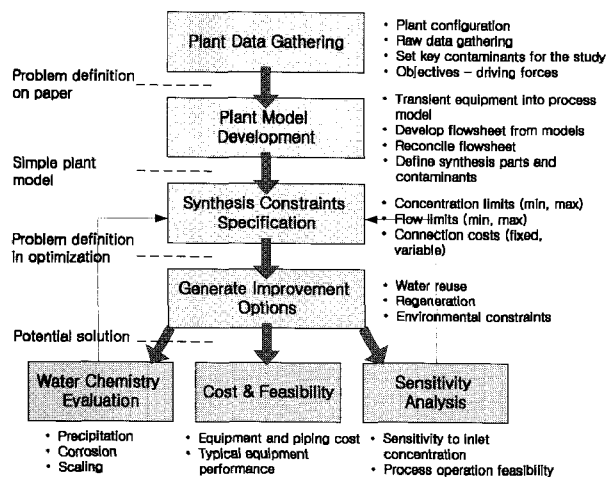 Plant Data Gathering
• Plant configuration
• Raw data gathering
• Set key contaminants for the study
• Objectives – driving forces
Problem definition
on paper
Plant Model
Development
• Transient equipment into process
model
• Develop flowsheet from models
• Reconcile flowsheet
• Define synthesis parts and
contaminants
Simple plant
model
Synthesis Constraints
Specification
• Concentration limits (min, max)
• Flow limits (min, max)
• Connection costs (fixed,
variable)
Problem definition
in optimization
Generate Improvement
Options
• Water reuse
• Regeneration
• Environmental constraints
Potential solution
Water Chemistry
Evaluation
• Precipitation
• Corrosion
• Scaling
Cost & Feasibility
• Equipment and piping cost
• Typical equipment
performance
Sensitivity
Analysis
• Sensitivity to inlet
concentration
• Process operation feasibility